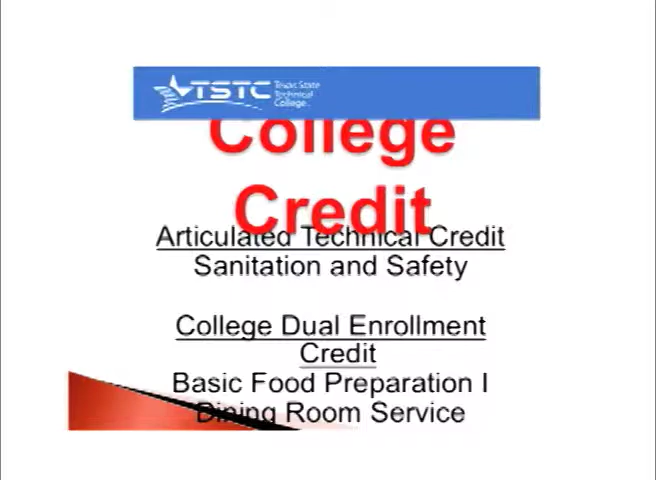 TSTC Texas State
Technical
College
College
Credit
Articulated Technical Credit
Sanitation and Safety
College Dual Enrollment
Credit
Basic Food Preparation I
Dining Room Service